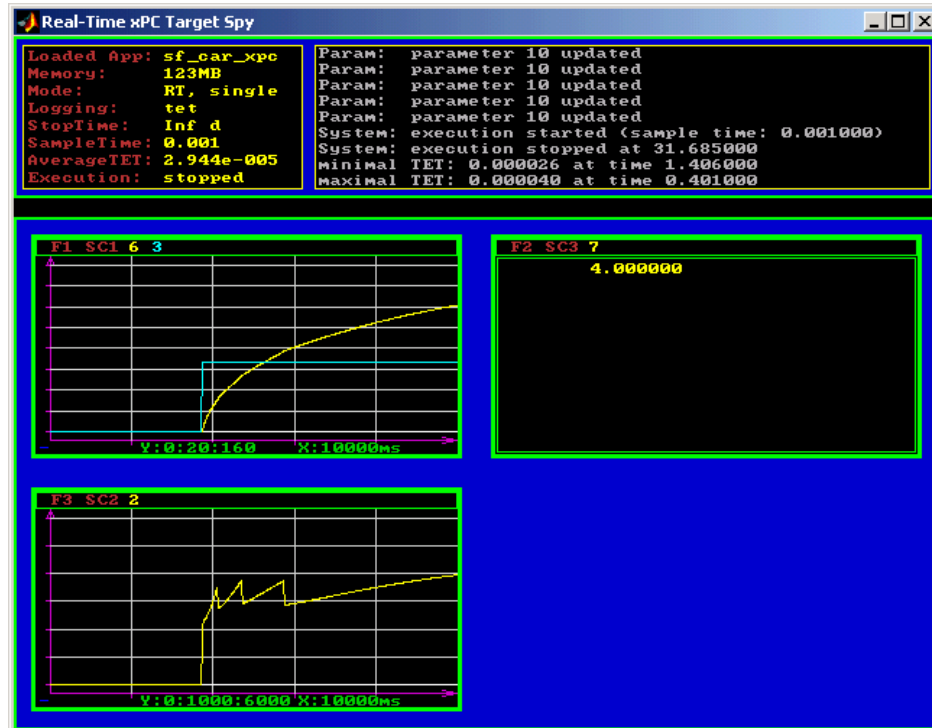 Real-Time xPC Target Spy
Loaded App: sf_car_xpc
Memory: 123MB
Mode: RT, single
Logging: tet
StopTime: Inf d
SampleTime: 0.001
AverageTET: 2.944e-005
Execution: stopped
Param: parameter 10 updated
Param: parameter 10 updated
Param: parameter 10 updated
Param: parameter 10 updated
Param: parameter 10 updated
System: execution started (sample time: 0.001000)
System: execution stopped at 31.685000
minimal TET: 0.000026 at time 1.406000
maximal TET: 0.000040 at time 0.401000
F1 SC1 6 3
Y:0:20:160 X:10000ms
F2 SC3 7
4.000000
F3 SC2 2
Y:0:1000:6000 X:10000ms